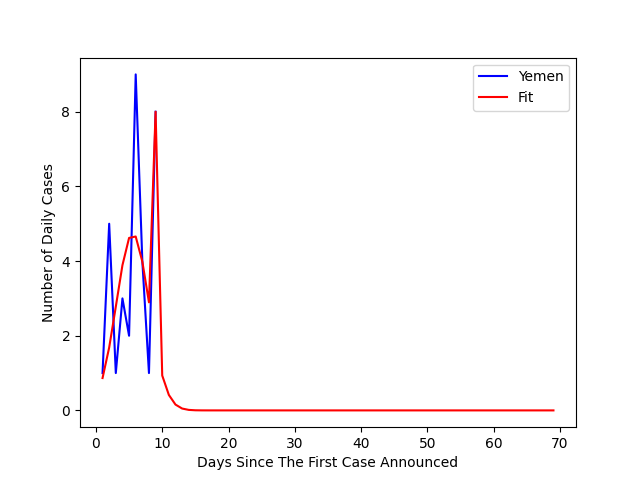 Yemen
Fit
Number of Daily Cases
8
6
4
2
0
0 10 20 30 40 50 60 70
Days Since The First Case Announced